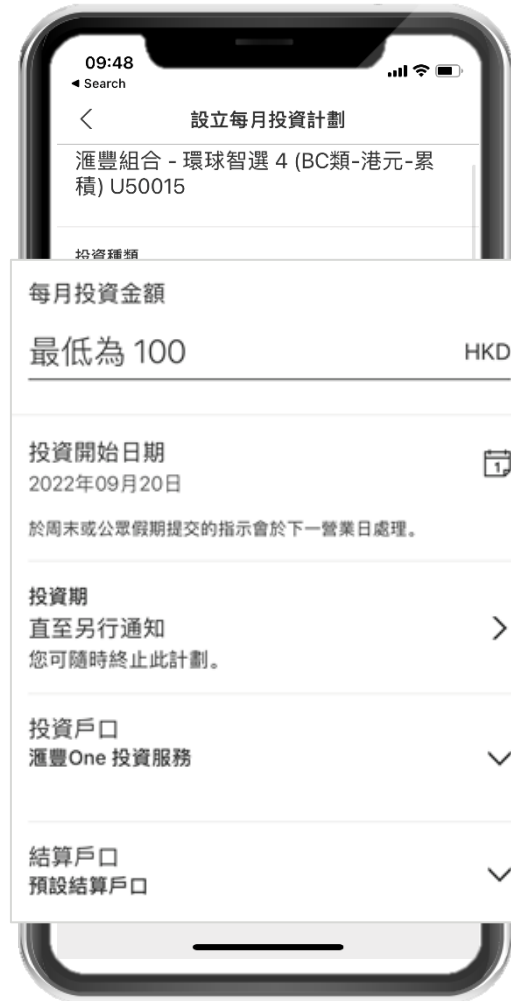 09:48
◀ Search
設立每月投資計劃
滙豐組合 - 環球智選 4 (BC類-港元-累
積) U50015
投資種類
每月投資金額
最低為 100 HKD
投資開始日期
2022年09月20日
於周末或公眾假期提交的指示會於下一營業日處理。
投資期
直至另行通知
您可隨時終止此計劃。
投資戶口
滙豐One 投資服務
結算戶口
預設結算戶口